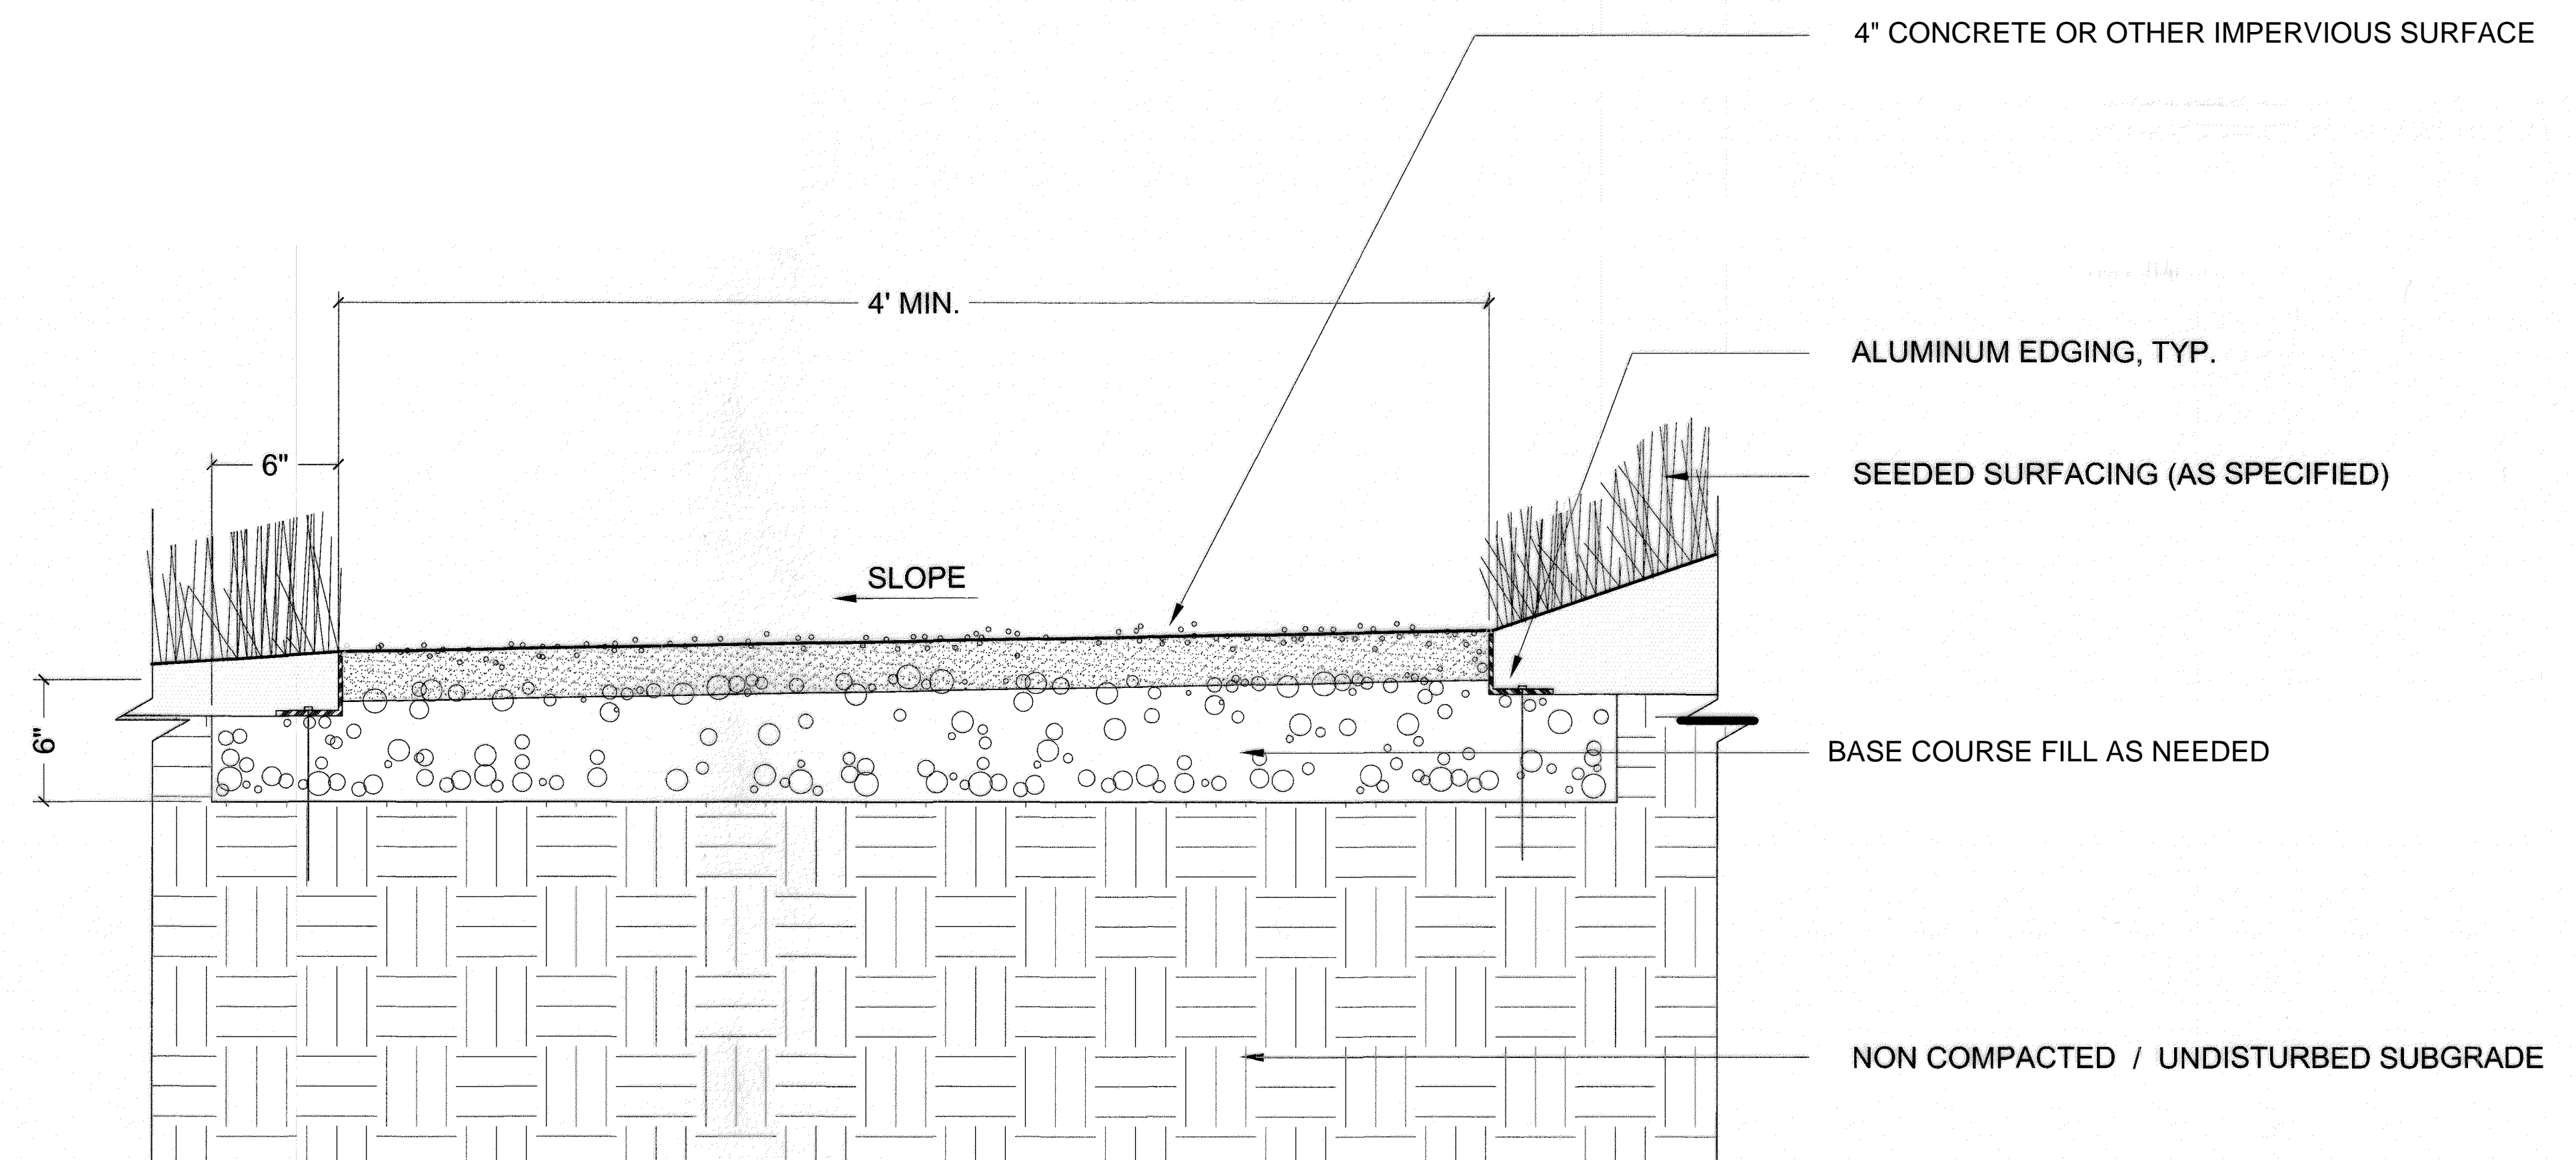 4" CONCRETE OR OTHER IMPERVIOUS SURFACE
4' MIN.
ALUMINUM EDGING, TYP.
6"
SEEDED SURFACING (AS SPECIFIED)
SLOPE
6"
BASE COURSE FILL AS NEEDED
NON COMPACTED / UNDISTURBED SUBGRADE